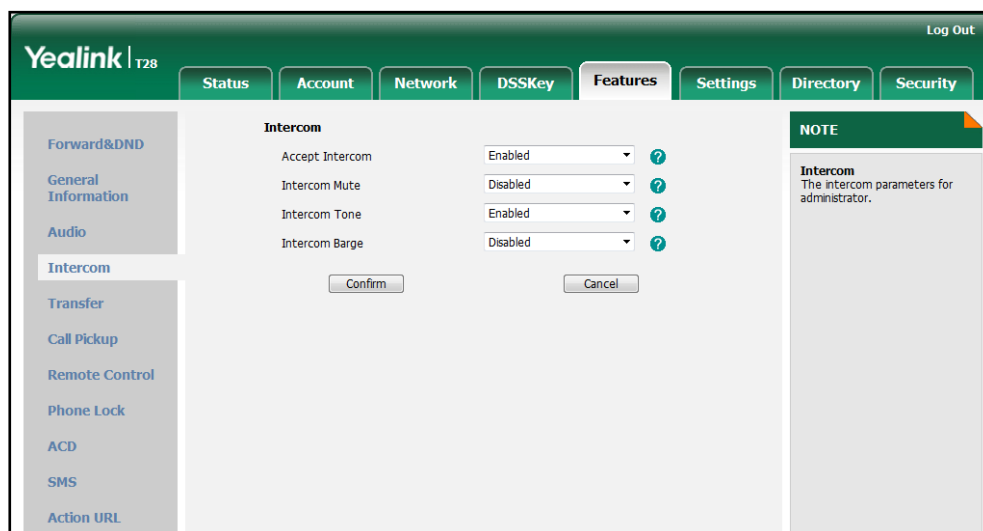 Log Out
Yealink T28
Status Account Network DSSKey Features Settings Directory Security
Forward&DND
General
Information
Audio
Intercom
Transfer
Call Pickup
Remote Control
Phone Lock
ACD
SMS
Action URL
Intercom
Accept Intercom Enabled ?
Intercom Mute Disabled ?
Intercom Tone Enabled ?
Intercom Barge Disabled ?
Confirm Cancel
NOTE
Intercom
The intercom parameters for
administrator.